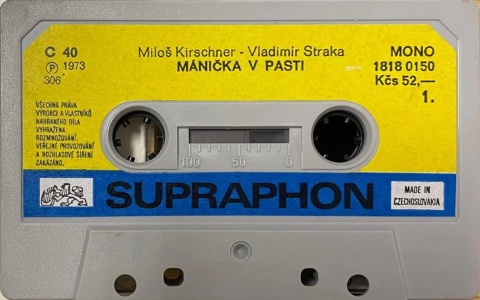 C 40
Ⓟ 1973
306
Miloš Kirschner - Vladimír Straka
MÁNIČKA V PASTI
MONO
1818 0150
Kčs 52,—
1.
VŠECHNA PRÁVA
VÝROBCE A VLASTNÍKŮ
NAHRANÉHO DÍLA
VYHRAŽENA.
ROZMNOŽOVÁNÍ,
VEŘEJNÉ PROVOZOVÁNÍ
A ROZHLASOVÉ ŠÍŘENÍ
ZAKÁZÁNO.
100 50 0
SUPRAPHON
MADE IN
CZECHOSLOVAKIA